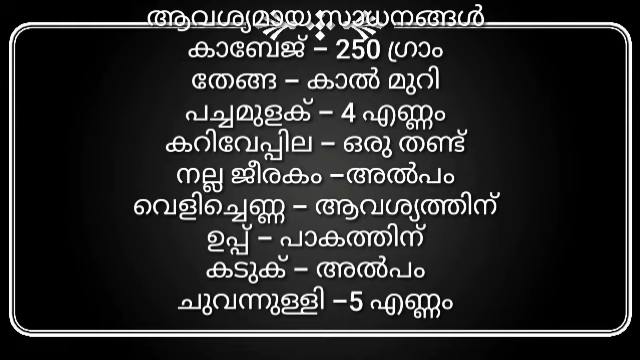 ആവശ്യമായ സാധനങ്ങൾ
കാബേജ് – 250 ഗ്രാം
തേങ്ങ – കാൽ മുറി
പച്ചമുളക് – 4 എണ്ണം
കറിവേപ്പില – ഒരു തണ്ട്
നല്ല ജീരകം –അൽപം
വെളിച്ചെണ്ണ – ആവശ്യത്തിന്
ഉപ്പ് – പാകത്തിന്
കടുക് – അൽപം
ചുവന്നുള്ളി –5 എണ്ണം